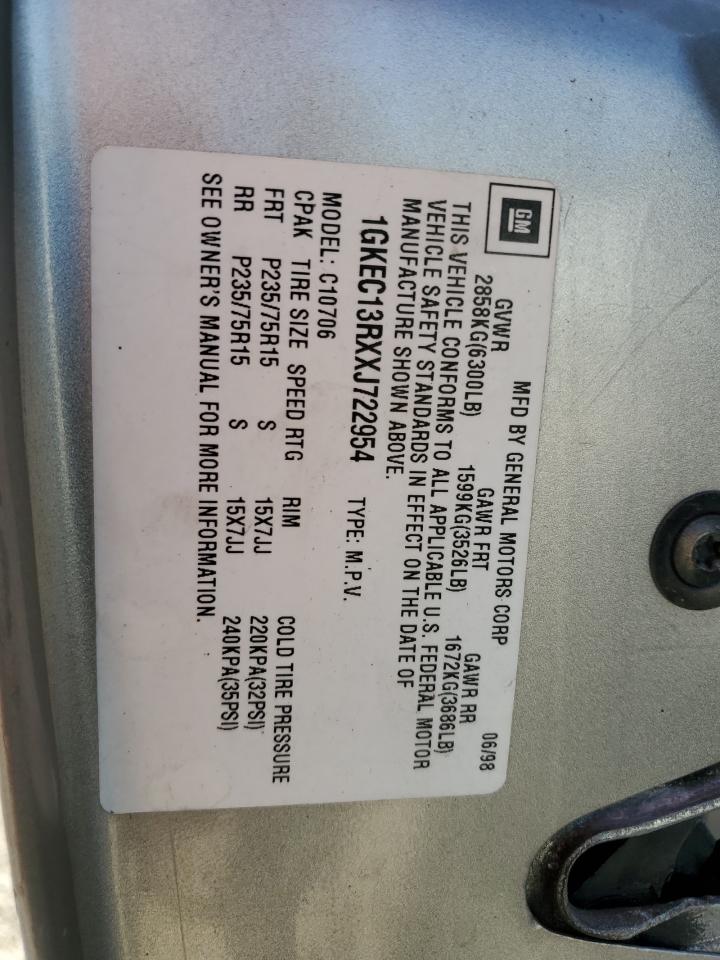 GM
MFD BY GENERAL MOTORS CORP 06/98
GVWR GAWR FRT GAWR RR
2858KG(6300LB) 1599KG(3526LB) 1672KG(3686LB)
THIS VEHICLE CONFORMS TO ALL APPLICABLE U.S. FEDERAL MOTOR
VEHICLE SAFETY STANDARDS IN EFFECT ON THE DATE OF
MANUFACTURE SHOWN ABOVE.
1GKEC13RXXJ722954 TYPE: M.P.V.
MODEL: C10706
CPAK TIRE SIZE SPEED RTG RIM COLD TIRE PRESSURE
FRT P235/75R15 S 15X7JJ 220KPA(32PSI)
RR P235/75R15 S 15X7JJ 240KPA(35PSI)
SEE OWNER'S MANUAL FOR MORE INFORMATION.